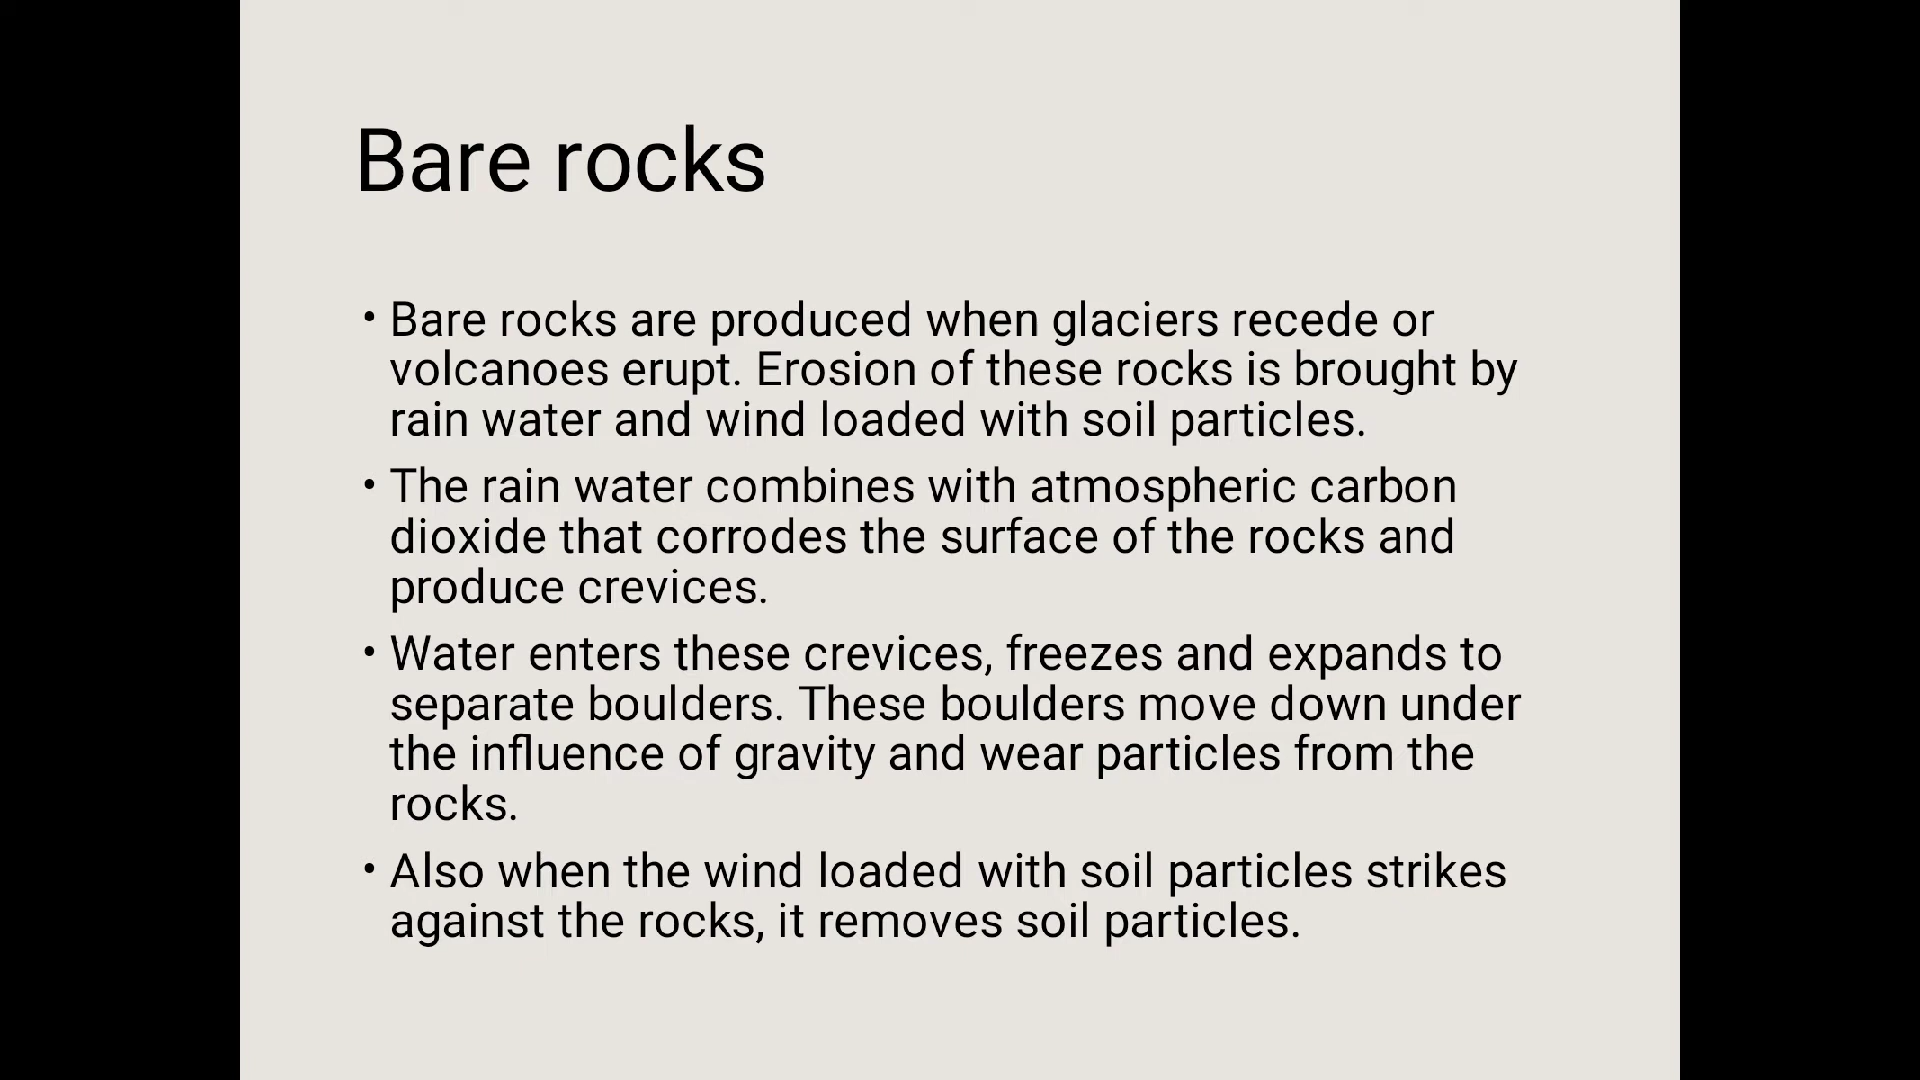 Bare rocks
• Bare rocks are produced when glaciers recede or
volcanoes erupt. Erosion of these rocks is brought by
rain water and wind loaded with soil particles.
• The rain water combines with atmospheric carbon
dioxide that corrodes the surface of the rocks and
produce crevices.
• Water enters these crevices, freezes and expands to
separate boulders. These boulders move down under
the influence of gravity and wear particles from the
rocks.
• Also when the wind loaded with soil particles strikes
against the rocks, it removes soil particles.